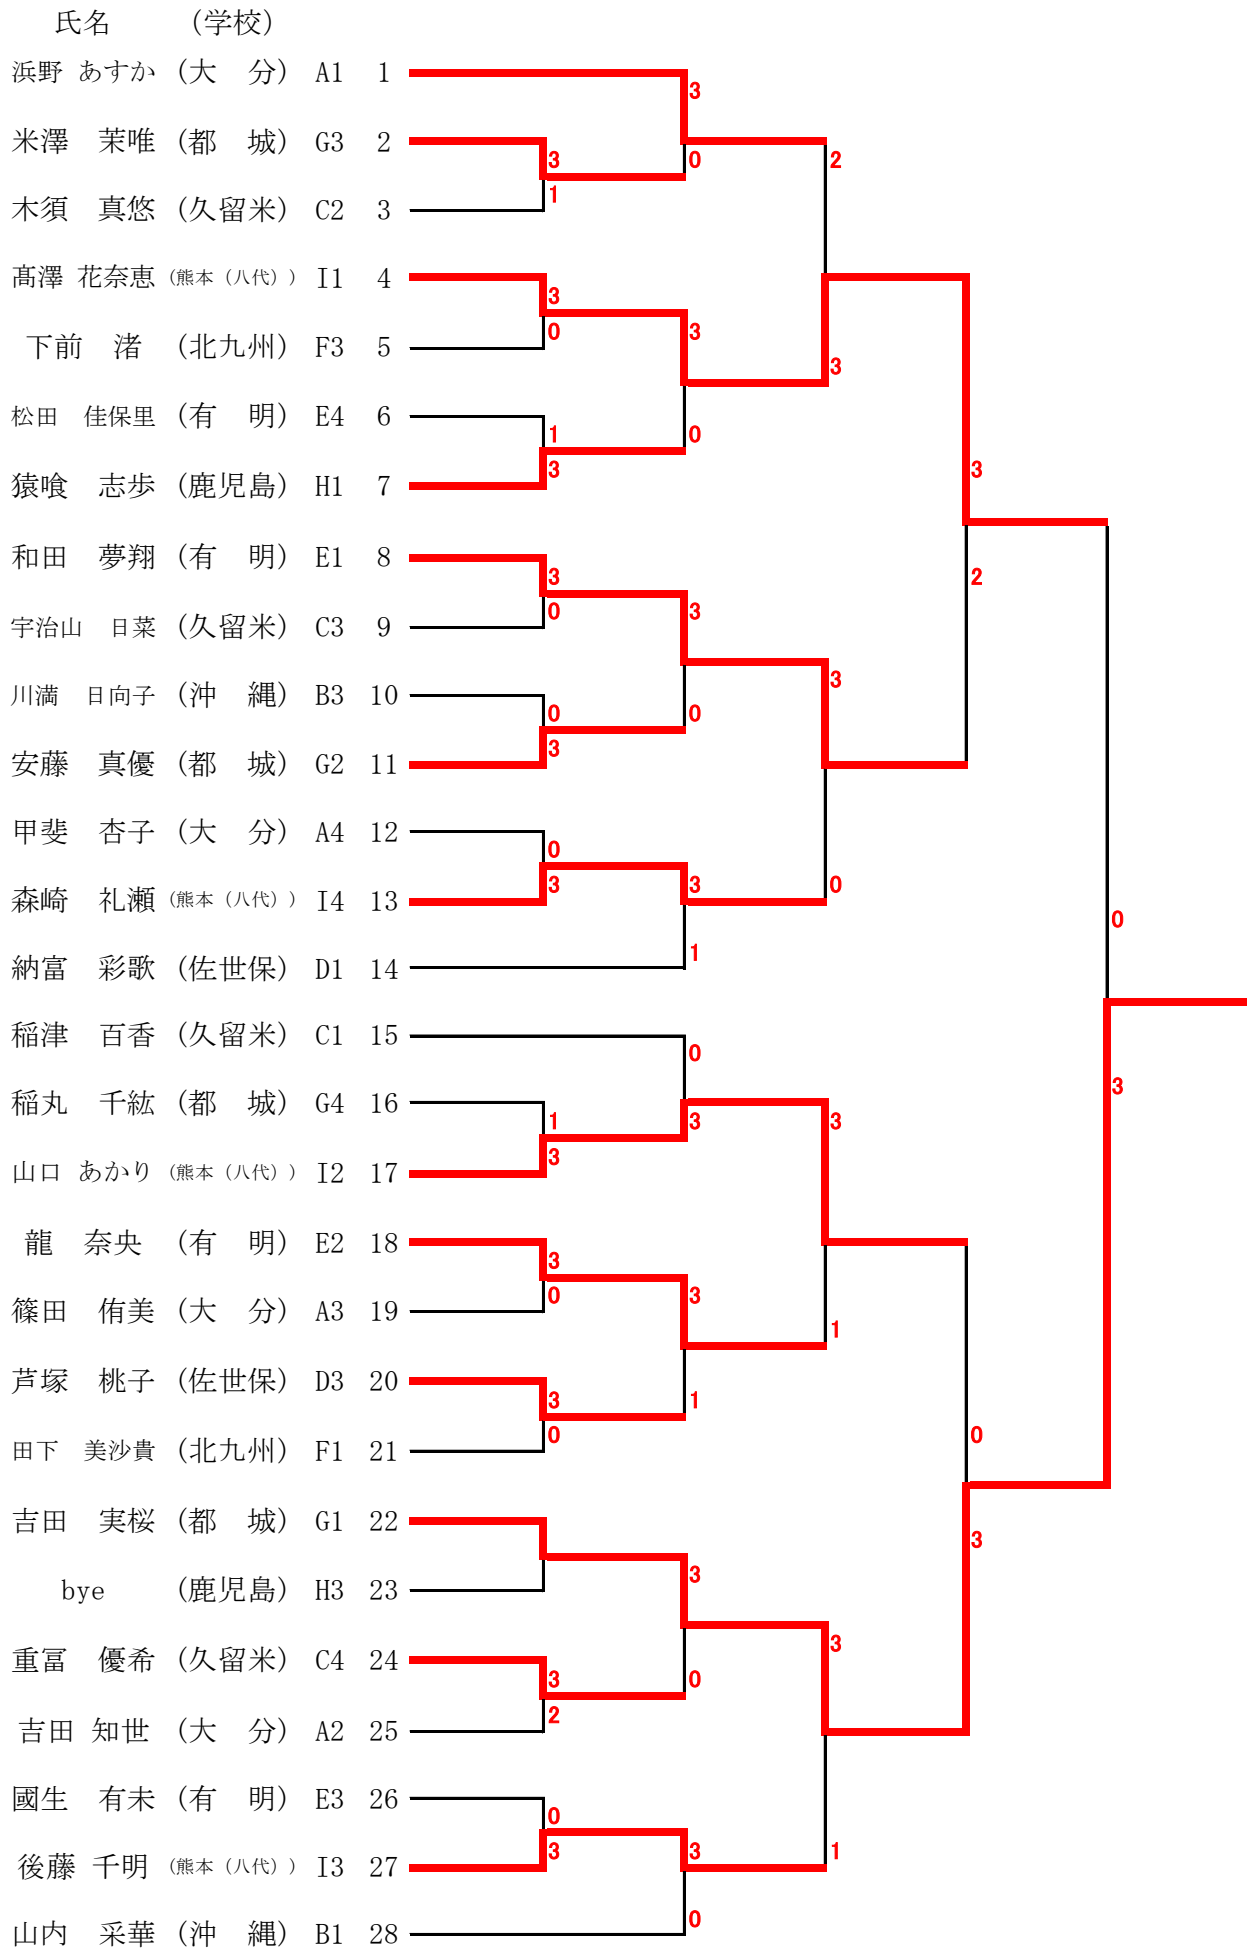 氏名 （学校）
浜野 あすか （大　分） A1 1
3
米澤　茉唯 （都　城） G3 2
3 0 2
1
木須　真悠 （久留米） C2 3
髙澤 花奈恵 （熊本（八代）） I1 4
3
0 3
下前　渚 （北九州） F3 5
3
松田　佳保里 （有　明） E4 6
1 0
3 3
猿喰　志歩 （鹿児島） H1 7
和田　夢翔 （有　明） E1 8
3 2
0 3
宇治山　日菜 （久留米） C3 9
3
川満　日向子 （沖　縄） B3 10
0 0
3
安藤　真優 （都　城） G2 11
甲斐　杏子 （大　分） A4 12
0
3 3 0
森崎　礼瀬 （熊本（八代）） I4 13
0
1
納富　彩歌 （佐世保） D1 14
稲津　百香 （久留米） C1 15
0
3
稲丸　千紘 （都　城） G4 16
1 3 3
3
山口 あかり （熊本（八代）） I2 17
龍　奈央 （有　明） E2 18
3
0 3
篠田　侑美 （大　分） A3 19
1
芦塚　桃子 （佐世保） D3 20
3 1
0 0
田下　美沙貴 （北九州） F1 21
吉田　実桜 （都　城） G1 22
3
3
bye （鹿児島） H3 23
3
重冨　優希 （久留米） C4 24
3 0
2
吉田 知世 （大　分） A2 25
國生　有未 （有　明） E3 26
0
3 3 1
後藤 千明 （熊本（八代）） I3 27
0
山内　采華 （沖　縄） B1 28